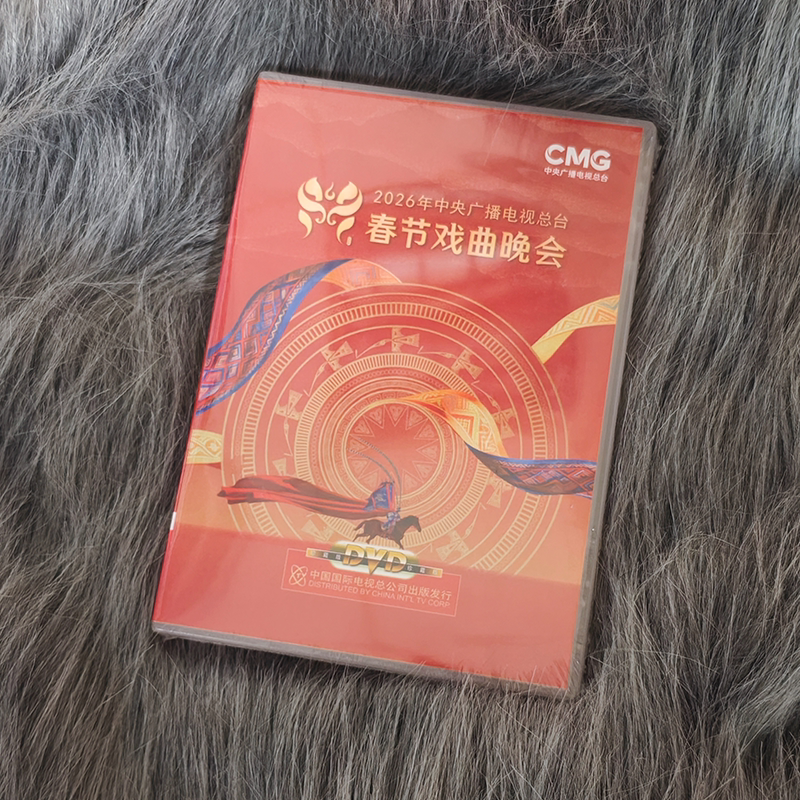 CMG
中央广播电视总台
2026年中央广播电视总台
春节戏曲晚会
DVD
中国国际电视总公司出版发行
DISTRIBUTED BY CHINA INT'L TV CORP.